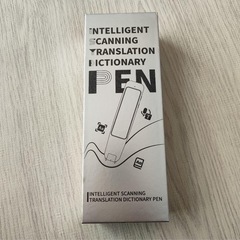 INTELLIGENT
SCANNING
TRANSLATION
DICTIONARY
PEN
INTELLIGENT SCANNING
TRANSLATION DICTIONARY PEN